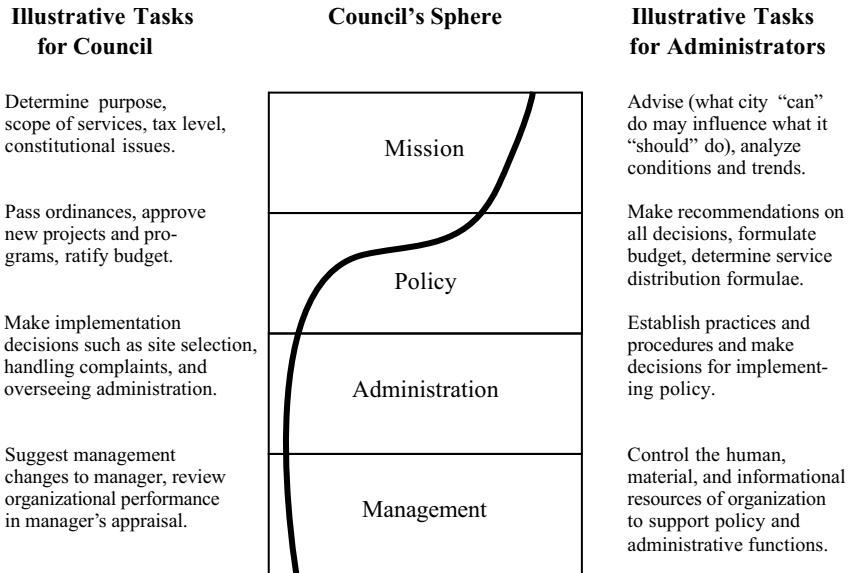 Illustrative Tasks
for Council
Council’s Sphere
Illustrative Tasks
for Administrators
Determine purpose,
scope of services, tax level,
constitutional issues.
Mission
Advise (what city “can”
do may influence what it
“should” do), analyze
conditions and trends.
Pass ordinances, approve
new projects and pro-
grams, ratify budget.
Policy
Make recommendations on
all decisions, formulate
budget, determine service
distribution formulae.
Make implementation
decisions such as site selection,
handling complaints, and
overseeing administration.
Administration
Establish practices and
procedures and make
decisions for implement-
ing policy.
Suggest management
changes to manager, review
organizational performance
in manager’s appraisal.
Management
Control the human,
material, and informational
resources of organization
to support policy and
administrative functions.